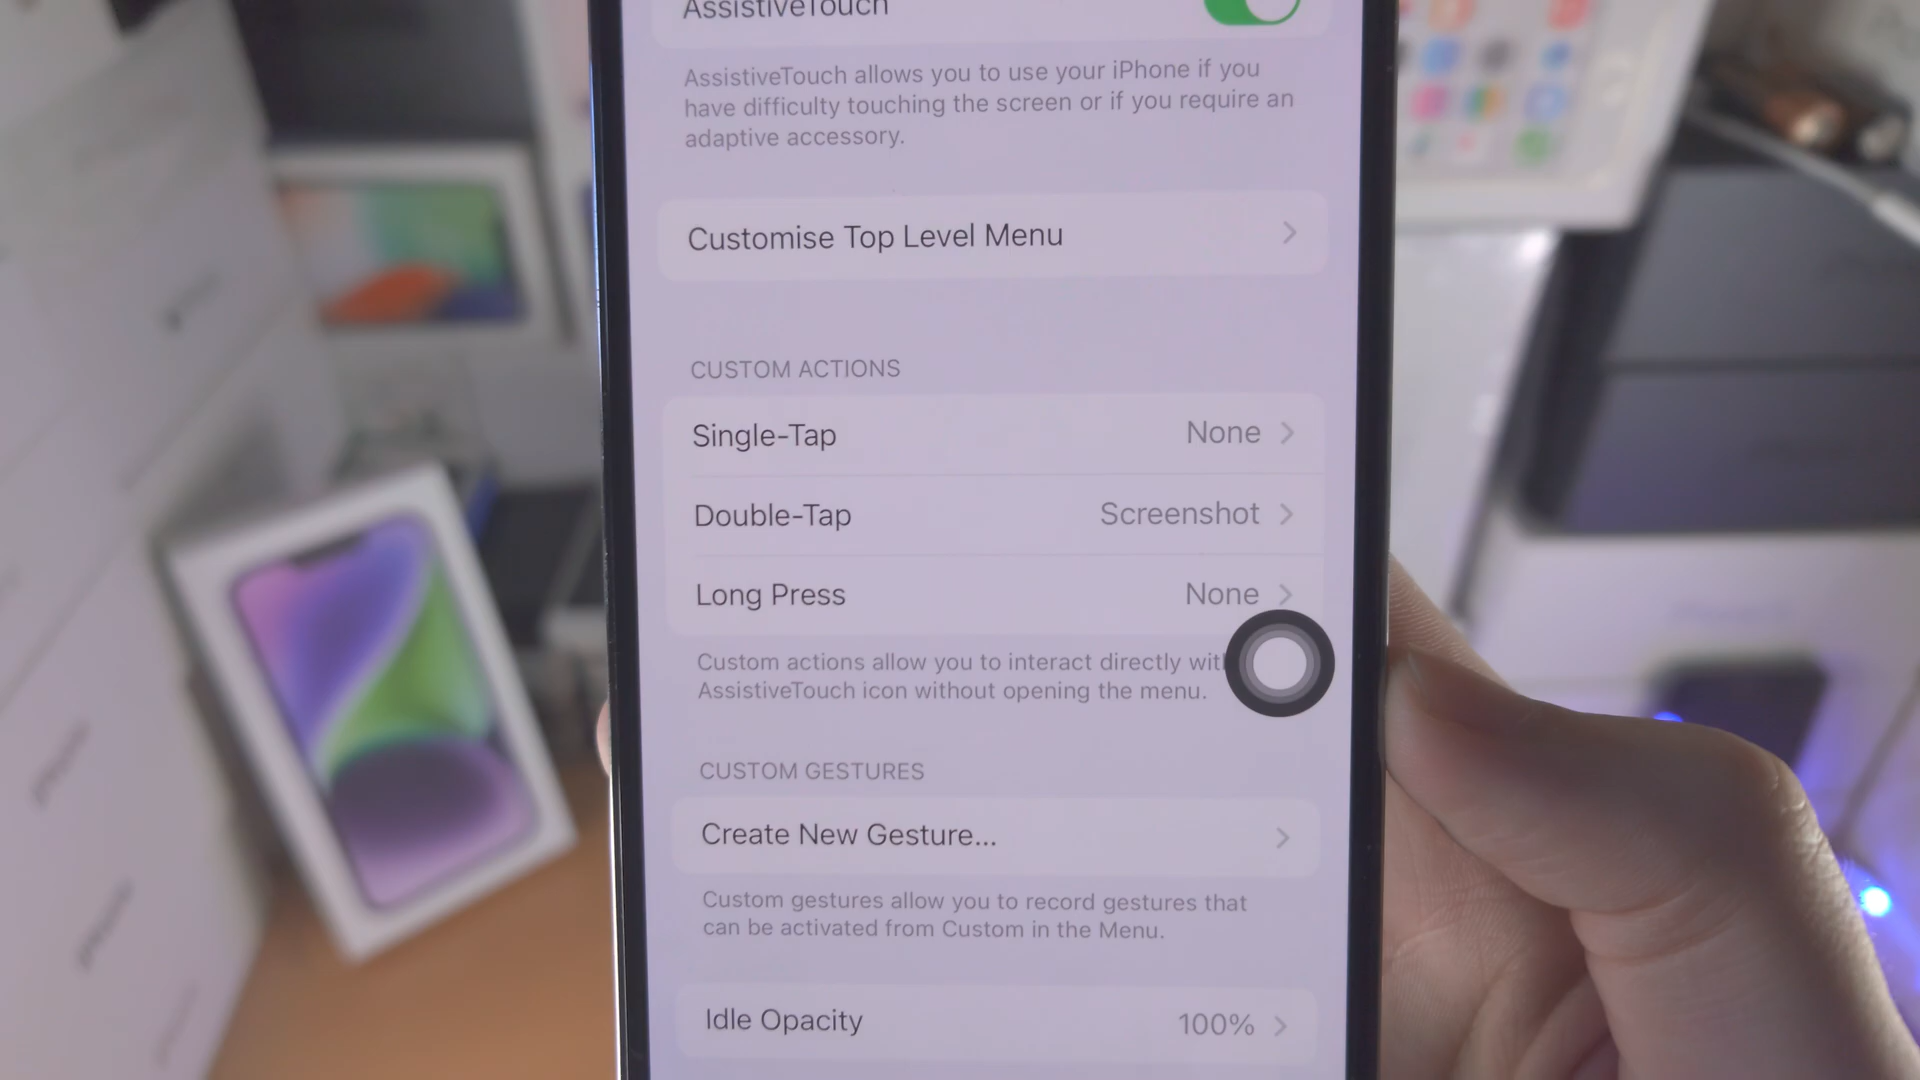 AssistiveTouch
AssistiveTouch allows you to use your iPhone if you
have difficulty touching the screen or if you require an
adaptive accessory.
Customise Top Level Menu
CUSTOM ACTIONS
Single-Tap None
Double-Tap Screenshot
Long Press None
Custom actions allow you to interact directly
AssistiveTouch icon without opening the menu.
CUSTOM GESTURES
Create New Gesture...
Custom gestures allow you to record gestures that
can be activated from Custom in the Menu.
Idle Opacity 100%